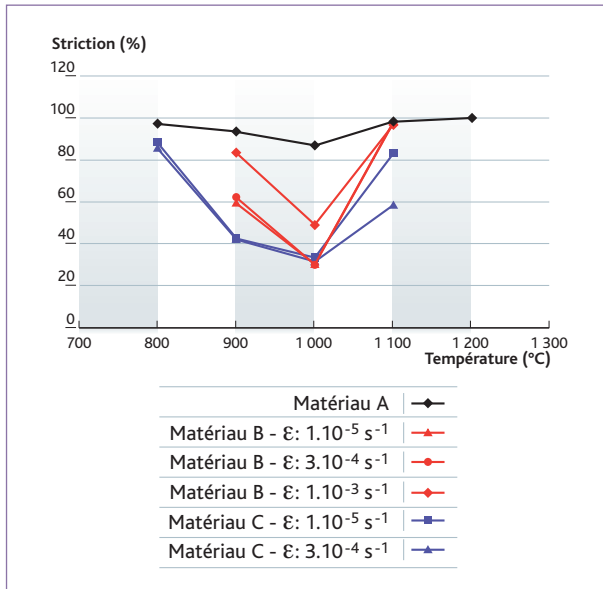 Striction (%)
120
100
80
60
40
20
0
700 800 900 1 000 1 100 1 200 1 300
Température (°C)
Matériau A
Matériau B - Ɛ: 1.10-5 s-1
Matériau B - Ɛ: 3.10-4 s-1
Matériau B - Ɛ: 1.10-3 s-1
Matériau C - Ɛ: 1.10-5 s-1
Matériau C - Ɛ: 3.10-4 s-1